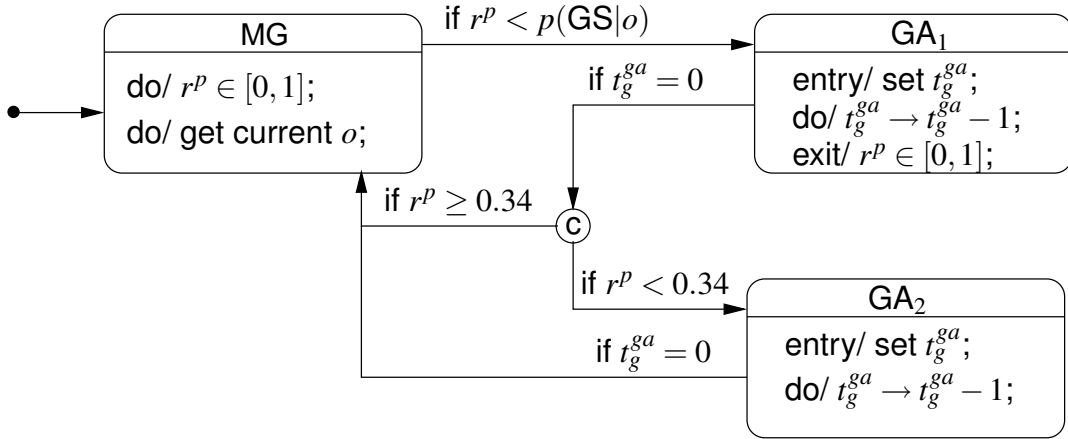 MG
do/ r^p ∈ [0, 1];
do/ get current o;
if r^p < p(GS|o)
GA_1
entry/ set t_g^{ga};
do/ t_g^{ga} → t_g^{ga} − 1;
exit/ r^p ∈ [0, 1];
if t_g^{ga} = 0
c
if r^p ≥ 0.34
if r^p < 0.34
GA_2
entry/ set t_g^{ga};
do/ t_g^{ga} → t_g^{ga} − 1;
if t_g^{ga} = 0